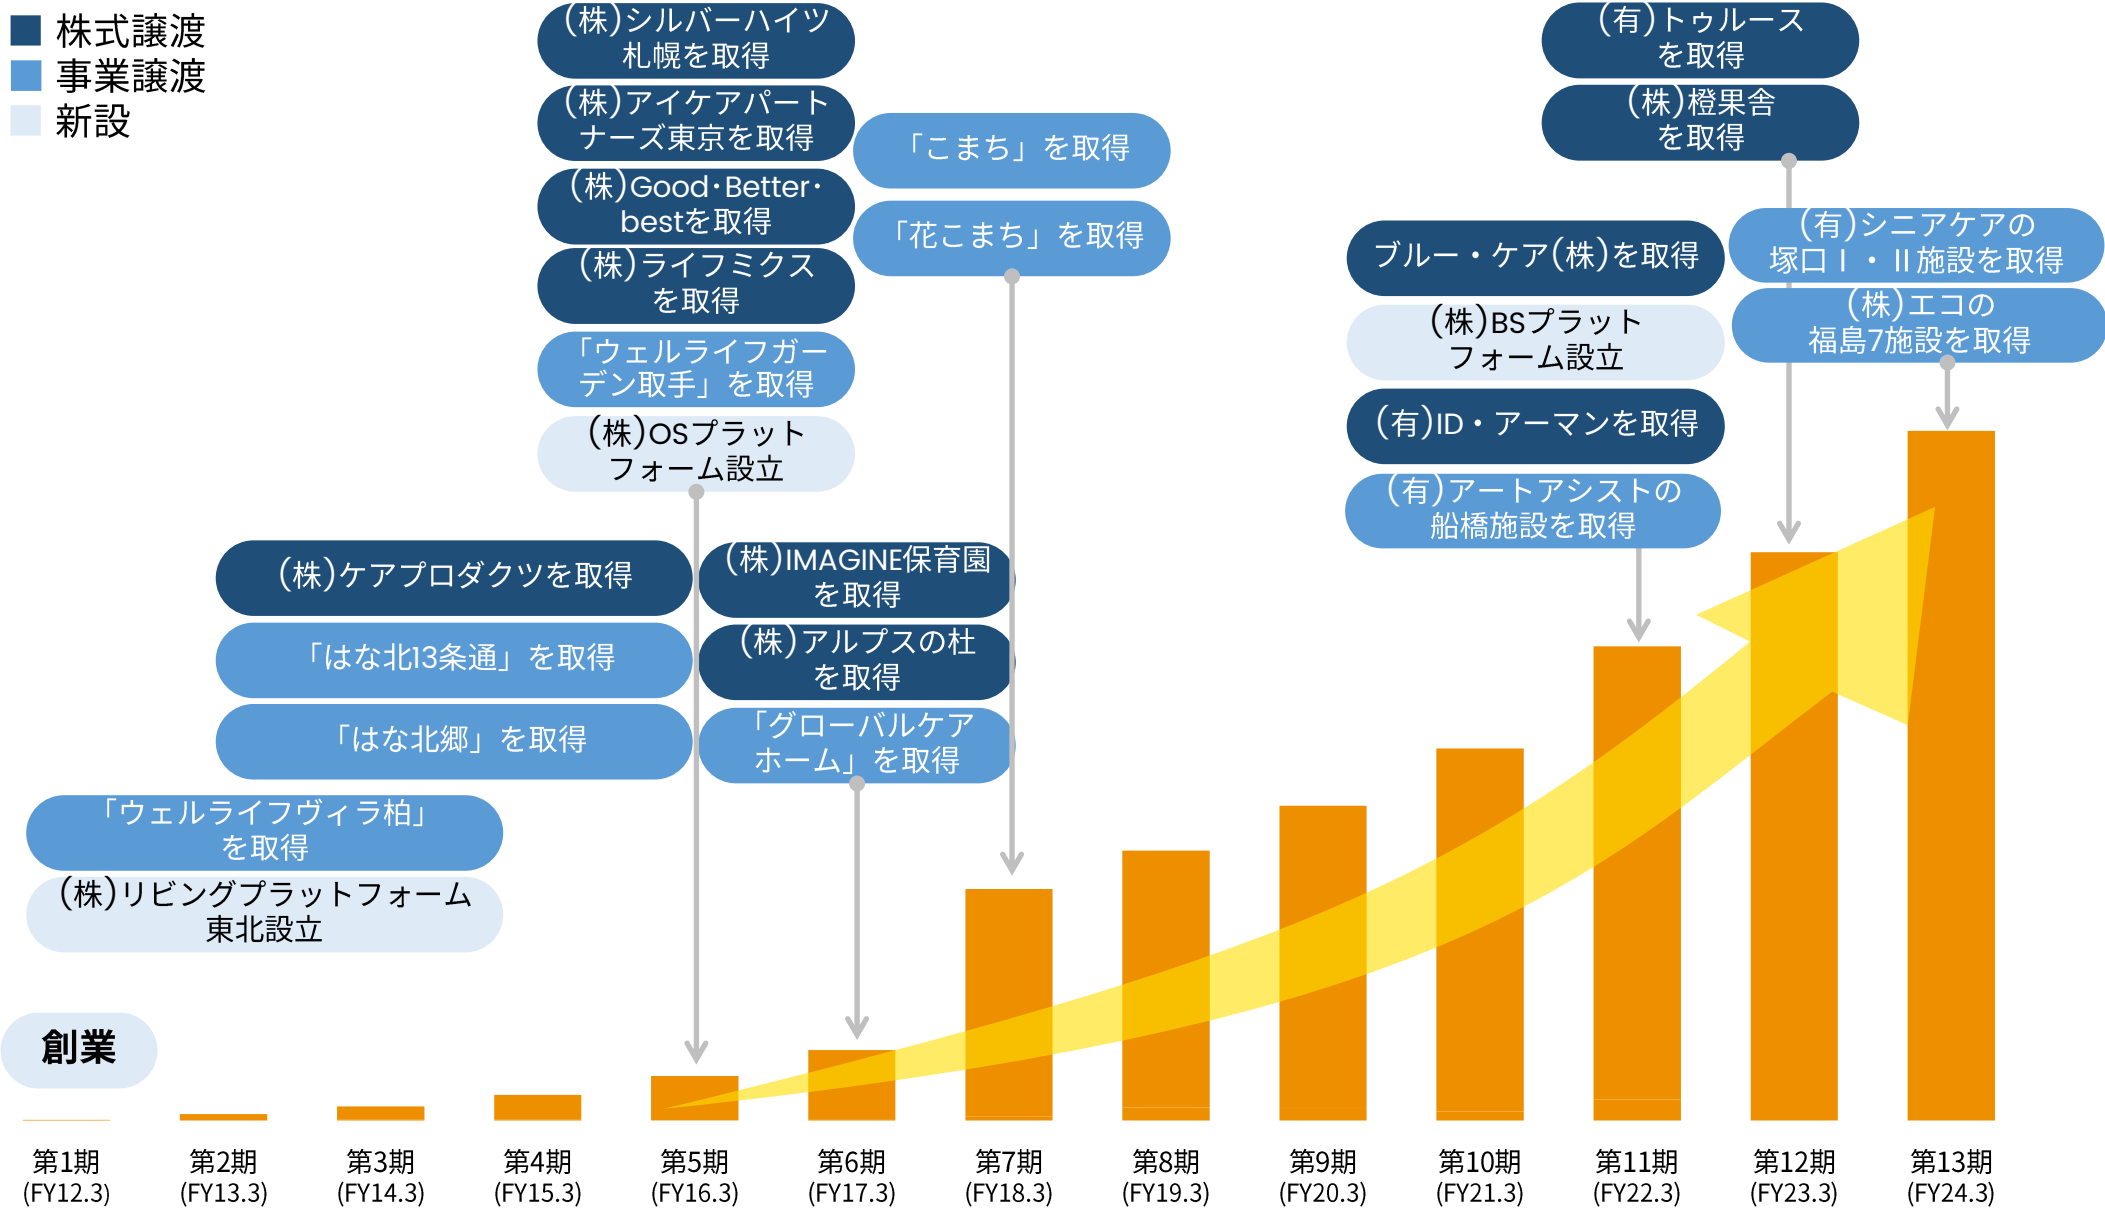 株式譲渡
事業譲渡
新設
(株)シルバーハイツ
札幌を取得
(株)アイケアパート
ナーズ東京を取得
(株)Good・Better・
bestを取得
(株)ライフミクス
を取得
「ウェルライフガー
デン取手」を取得
(株)OSプラット
フォーム設立
「こまち」を取得
「花こまち」を取得
(有)トゥルース
を取得
(株)橙果舎
を取得
ブルー・ケア(株)を取得
(株)BSプラット
フォーム設立
(有)ID・アーマンを取得
(有)アートアシストの
船橋施設を取得
(有)シニアケアの
塚口Ⅰ・Ⅱ施設を取得
(株)エコの
福島7施設を取得
(株)ケアプロダクツを取得
「はな北13条通」を取得
「はな北郷」を取得
(株)IMAGINE保育園
を取得
(株)アルプスの杜
を取得
「グローバルケア
ホーム」を取得
「ウェルライフヴィラ柏」
を取得
(株)リビングプラットフォーム
東北設立
創業
第1期
(FY12.3)
第2期
(FY13.3)
第3期
(FY14.3)
第4期
(FY15.3)
第5期
(FY16.3)
第6期
(FY17.3)
第7期
(FY18.3)
第8期
(FY19.3)
第9期
(FY20.3)
第10期
(FY21.3)
第11期
(FY22.3)
第12期
(FY23.3)
第13期
(FY24.3)